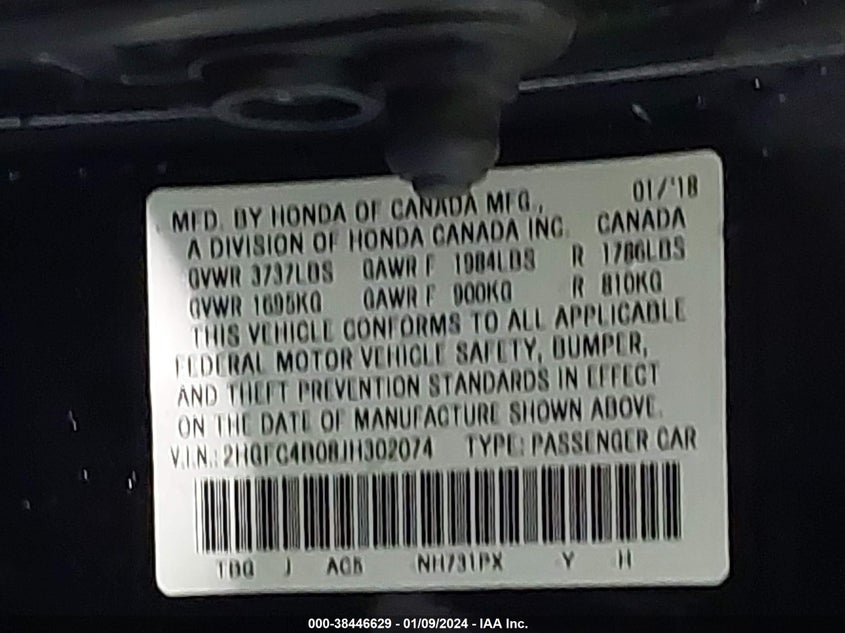 01/'18
MFD. BY HONDA OF CANADA MFG.,
A DIVISION OF HONDA CANADA INC. CANADA
GVWR 3737LBS GAWR F 1984LBS R 1786LBS
GVWR 1695KG GAWR F 900KG R 810KG
THIS VEHICLE CONFORMS TO ALL APPLICABLE
FEDERAL MOTOR VEHICLE SAFETY, BUMPER,
AND THEFT PREVENTION STANDARDS IN EFFECT
ON THE DATE OF MANUFACTURE SHOWN ABOVE.
V.I.N.: 2HGFC4B08JH302074 TYPE: PASSENGER CAR
TBG J AC5 NH731PX Y H
000-38446629 - 01/09/2024 - IAA Inc.